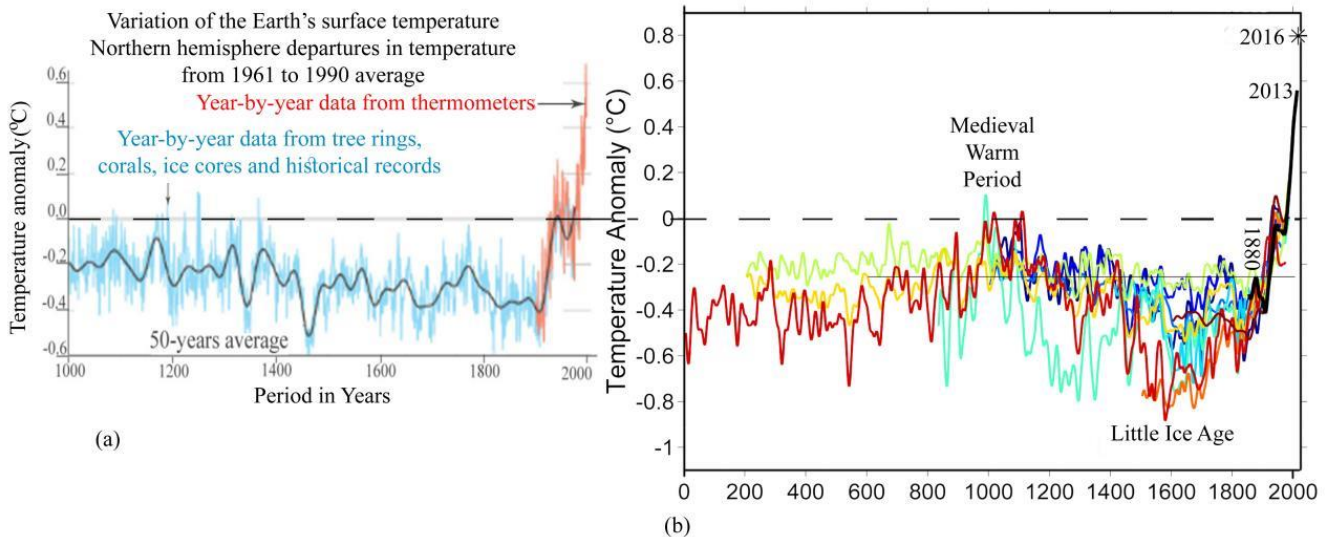 Variation of the Earth's surface temperature
Northern hemisphere departures in temperature
from 1961 to 1990 average
Year-by-year data from thermometers
Year-by-year data from tree rings,
corals, ice cores and historical records
Temperature anomaly(ºC)
0.6
0.4
0.2
0.0
-0.2
-0.4
-0.6
50-years average
1000 1200 1400 1600 1800 2000
Period in Years
(a)
Temperature Anomaly (°C)
0.8
0.6
0.4
0.2
0
-0.2
-0.4
-0.6
-0.8
-1
2016
2013
Medieval
Warm
Period
1880
Little Ice Age
0 200 400 600 800 1000 1200 1400 1600 1800 2000
(b)